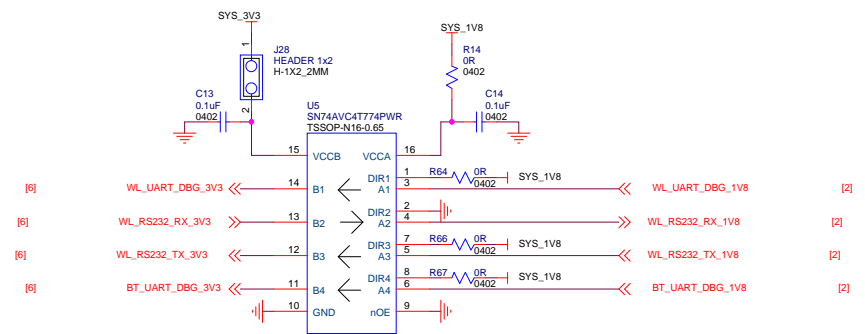 SYS_3V3
SYS_1V8
1
J28
HEADER 1x2
H-1X2_2MM
2
R14
0R
0402
C13
0.1uF
0402
C14
0.1uF
0402
U5
SN74AVC4T774PWR
TSSOP-N16-0.65
15 VCCB VCCA 16
1 DIR1 R64 0R 0402 SYS_1V8
[6] WL_UART_DBG_3V3 14 B1 A1 3 WL_UART_DBG_1V8 [2]
DIR2 2
[6] WL_RS232_RX_3V3 13 B2 A2 4 WL_RS232_RX_1V8 [2]
DIR3 7 R66 0R 0402 SYS_1V8
[6] WL_RS232_TX_3V3 12 B3 A3 5 WL_RS232_TX_1V8 [2]
DIR4 8 R67 0R 0402 SYS_1V8
[6] BT_UART_DBG_3V3 11 B4 A4 6 BT_UART_DBG_1V8 [2]
10 GND nOE 9